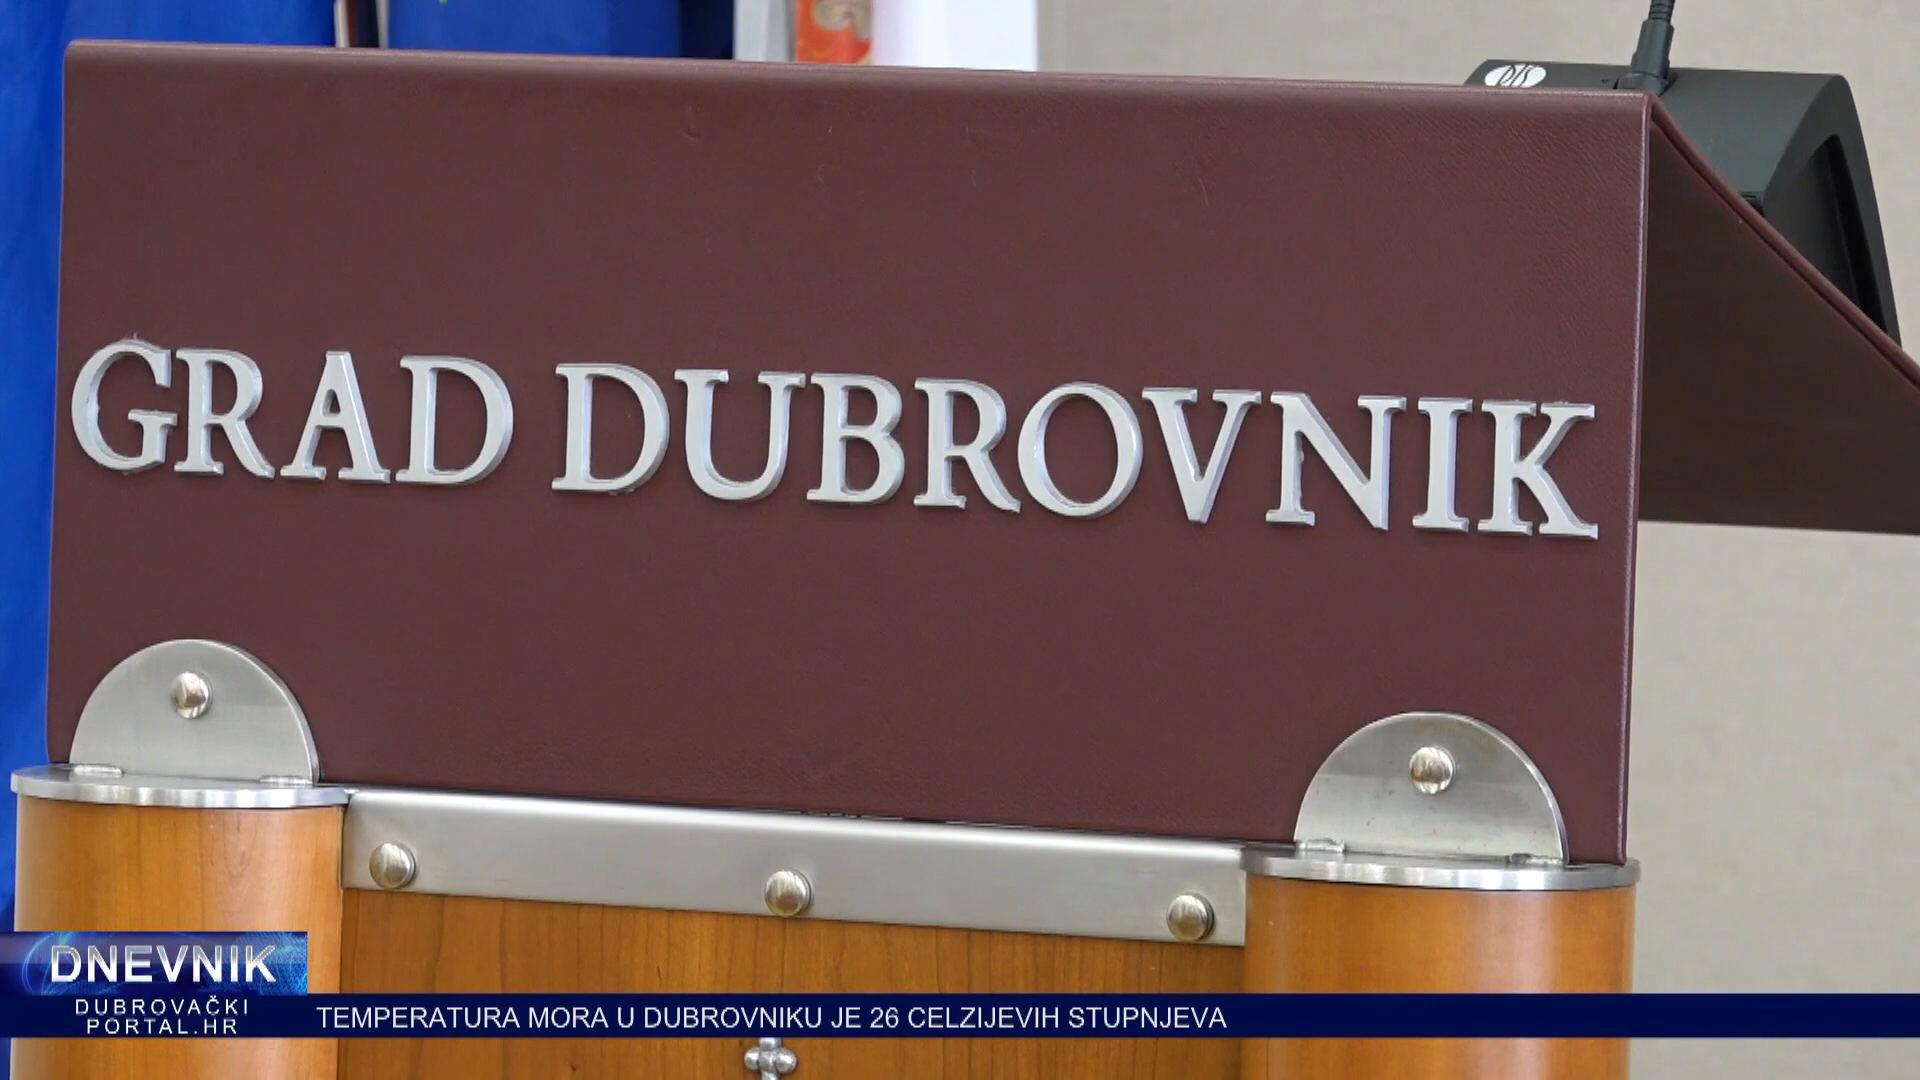 GRAD DUBROVNIK
DNEVNIK
DUBROVAČKI
PORTAL.HR
TEMPERATURA MORA U DUBROVNIKU JE 26 CELZIJEVIH STUPNJEVA